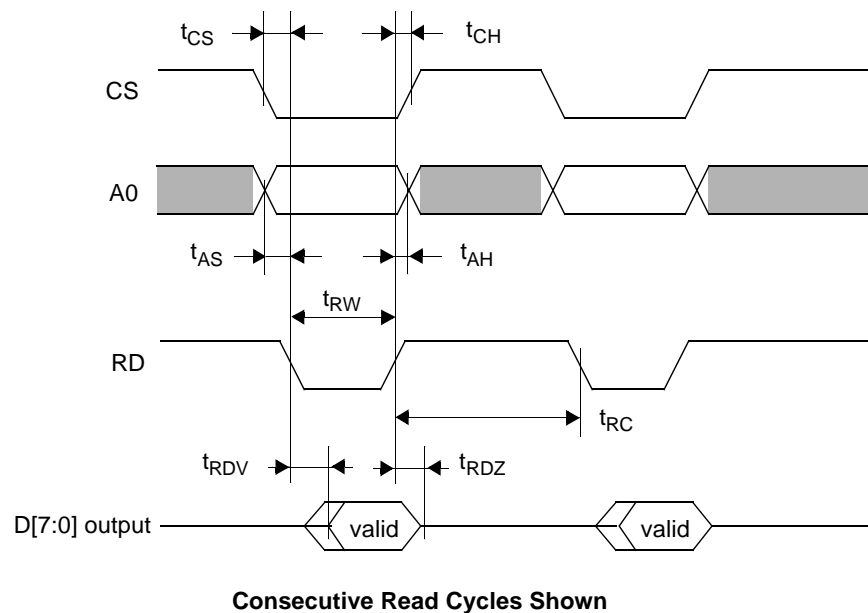 tCS
tCH
CS
A0
tAS
tAH
tRW
RD
tRC
tRDV
tRDZ
D[7:0] output
valid
valid
Consecutive Read Cycles Shown